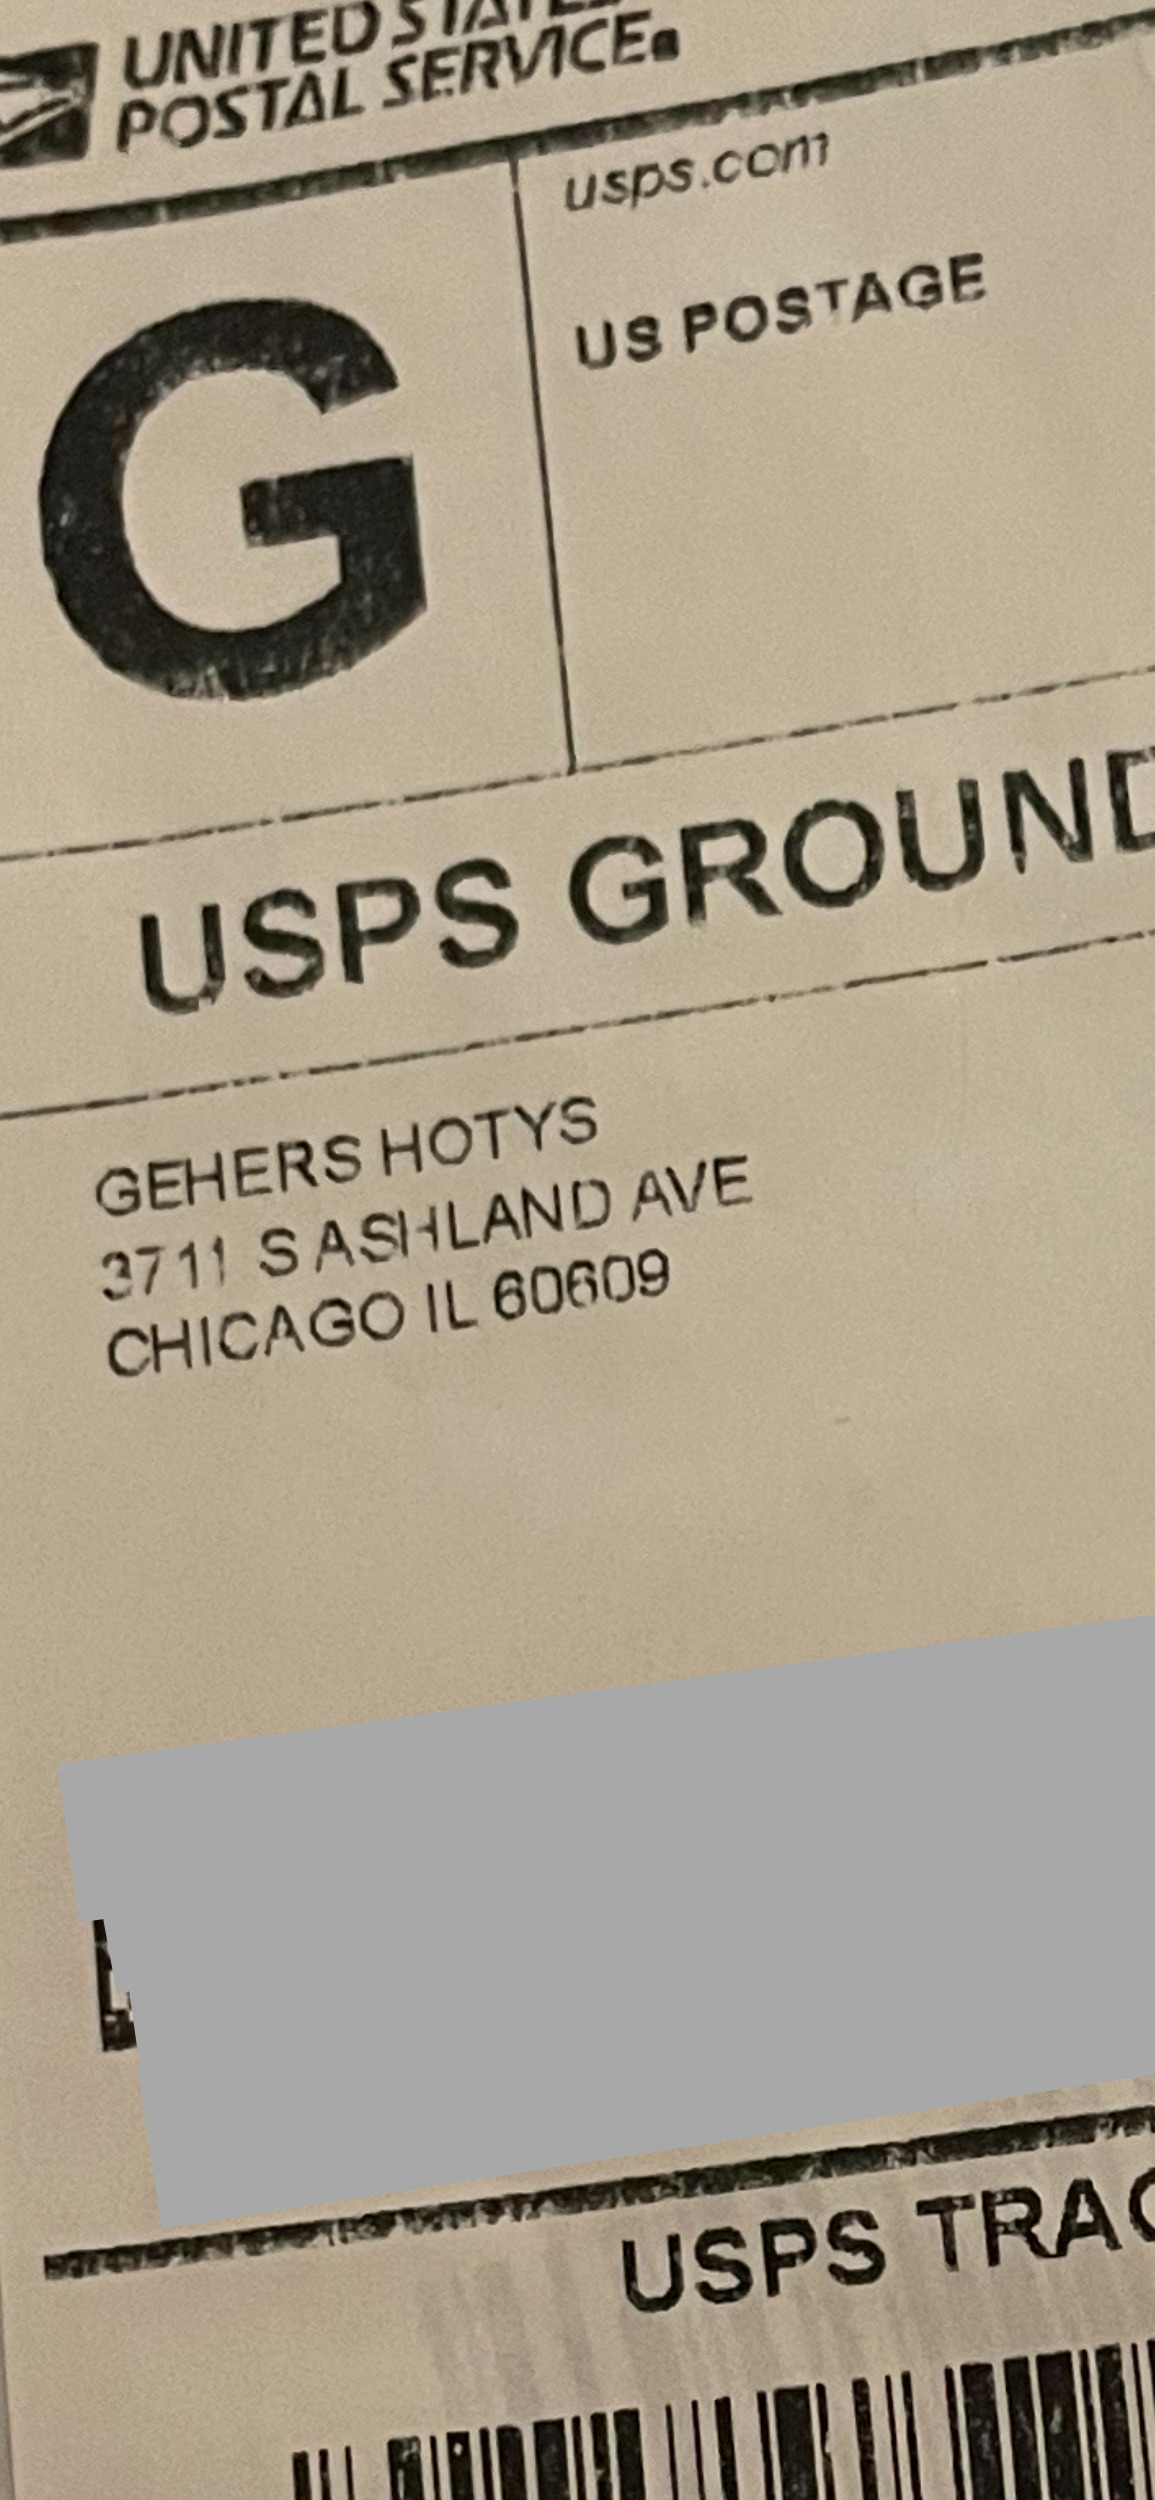 UNITED STATES
POSTAL SERVICE.
usps.com
G
US POSTAGE
USPS GROUND
GEHERS HOTYS
3711 S ASHLAND AVE
CHICAGO IL 60609
USPS TRAC